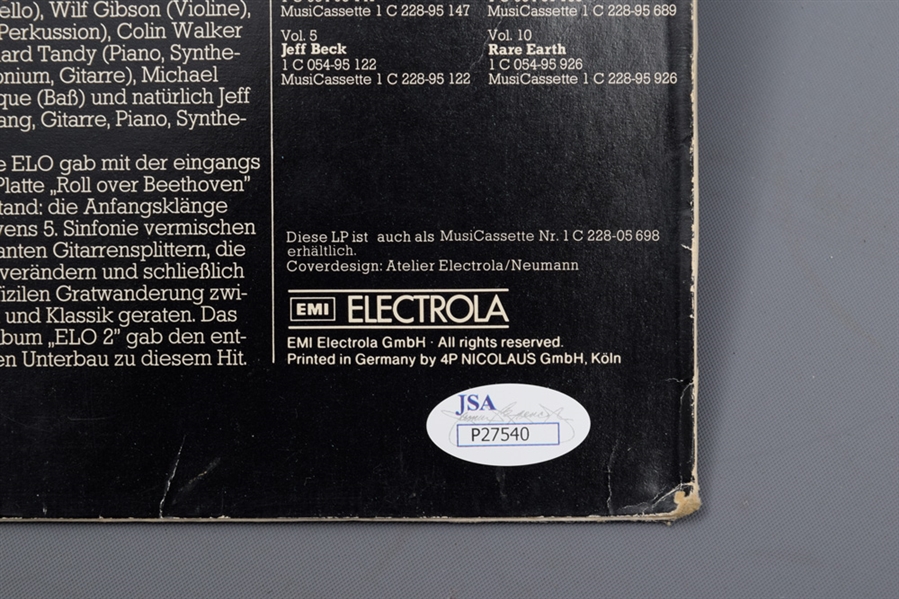 ello), Wilf Gibson (Violine),
Perkussion), Colin Walker
ard Tandy (Piano, Synthe-
onium, Gitarre), Michael
que (Baß) und natürlich Jeff
ang, Gitarre, Piano, Synthe-
e ELO gab mit der eingangs
Platte „Roll over Beethoven"
tand: die Anfangsklänge
vens 5. Sinfonie vermischen
anten Gitarrensplittern, die
verändern und schließlich
fizilen Gratwanderung zwi-
und Klassik geraten. Das
lbum „ELO 2" gab den ent-
en Unterbau zu diesem Hit.
MusiCassette 1 C 228-95 147
Vol. 5
Jeff Beck
1 C 054-95 122
MusiCassette 1 C 228-95 122
MusiCassette 1 C 228-95 689
Vol. 10
Rare Earth
1 C 054-95 926
MusiCassette 1 C 228-95 926
Diese LP ist auch als MusiCassette Nr. 1 C 228-05 698
erhältlich.
Coverdesign: Atelier Electrola/Neumann
EMI ELECTROLA
EMI Electrola GmbH · All rights reserved.
Printed in Germany by 4P NICOLAUS GmbH, Köln
JSA
P27540